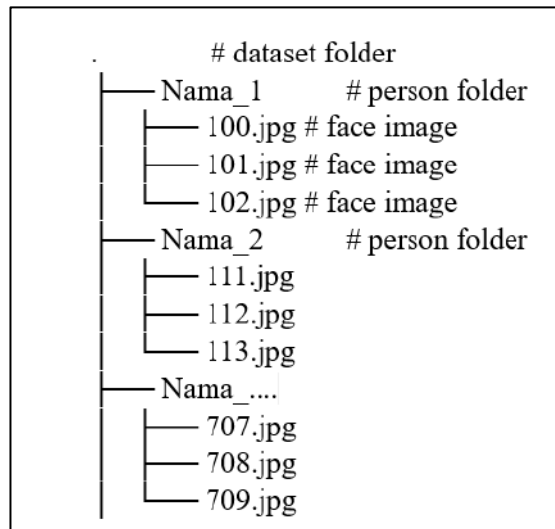 . # dataset folder
├── Nama_1 # person folder
│ ├── 100.jpg # face image
│ ├── 101.jpg # face image
│ └── 102.jpg # face image
├── Nama_2 # person folder
│ ├── 111.jpg
│ ├── 112.jpg
│ └── 113.jpg
├── Nama_....
│ ├── 707.jpg
│ ├── 708.jpg
│ └── 709.jpg